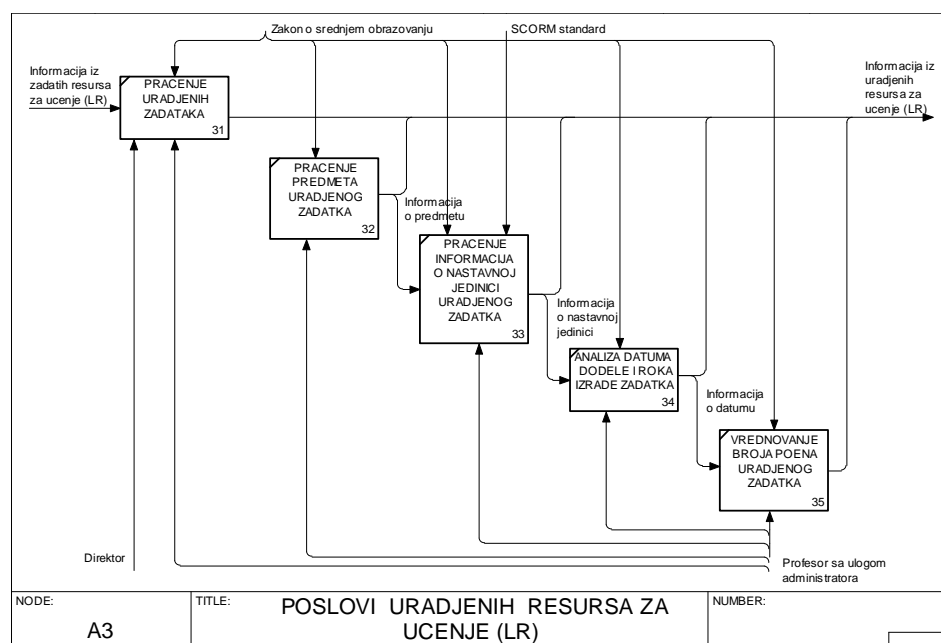 Zakon o srednjem obrazovanju
SCORM standard
Informacija iz
zadatih resursa
za ucenje (LR)
Informacija iz
uradjenih
resursa za
ucenje (LR)
PRACENJE
URADJENIH
ZADATAKA
31
PRACENJE
PREDMETA
URADJENOG
ZADATKA
32
Informacija
o predmetu
PRACENJE
INFORMACIJA
O NASTAVNOJ
JEDINICI
URADJENOG
ZADATKA
33
Informacija
o nastavnoj
jedinici
ANALIZA DATUMA
DODELE I ROKA
IZRADE ZADATKA
34
Informacija
o datumu
VREDNOVANJE
BROJA POENA
URADJENOG
ZADATKA
35
Direktor
Profesor sa ulogom
administratora
NODE:
A3
TITLE:
POSLOVI URADJENIH RESURSA ZA
UCENJE (LR)
NUMBER: